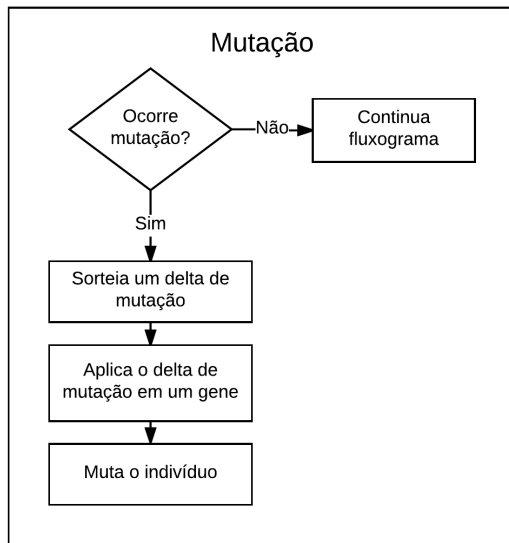 Mutação
Ocorre
mutação?
Não
Continua
fluxograma
Sim
Sorteia um delta de
mutação
Aplica o delta de
mutação em um gene
Muta o indivíduo